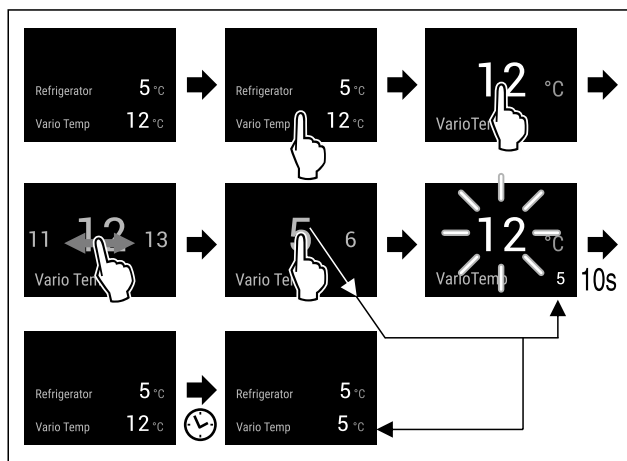 Refrigerator 5 °C
Vario Temp 12 °C
Refrigerator 5 °C
Vario Temp 12 °C
12 °C
VarioTemp
11 12 13
Vario Tem
5 6
Vario Tem
12 °C
VarioTemp 5
10s
Refrigerator 5 °C
Vario Temp 12 °C
Refrigerator 5 °C
Vario Temp 5 °C